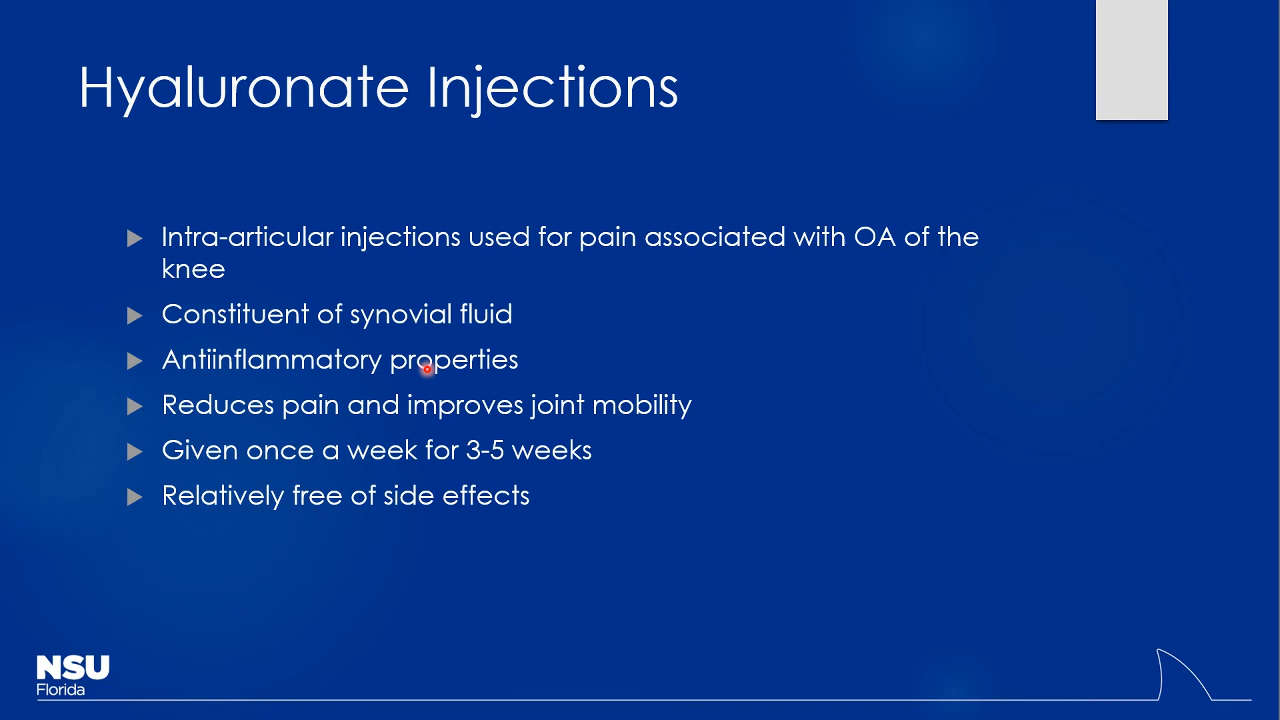 Hyaluronate Injections
Intra-articular injections used for pain associated with OA of the
knee
Constituent of synovial fluid
Antiinflammatory properties
Reduces pain and improves joint mobility
Given once a week for 3-5 weeks
Relatively free of side effects
NSU
Florida